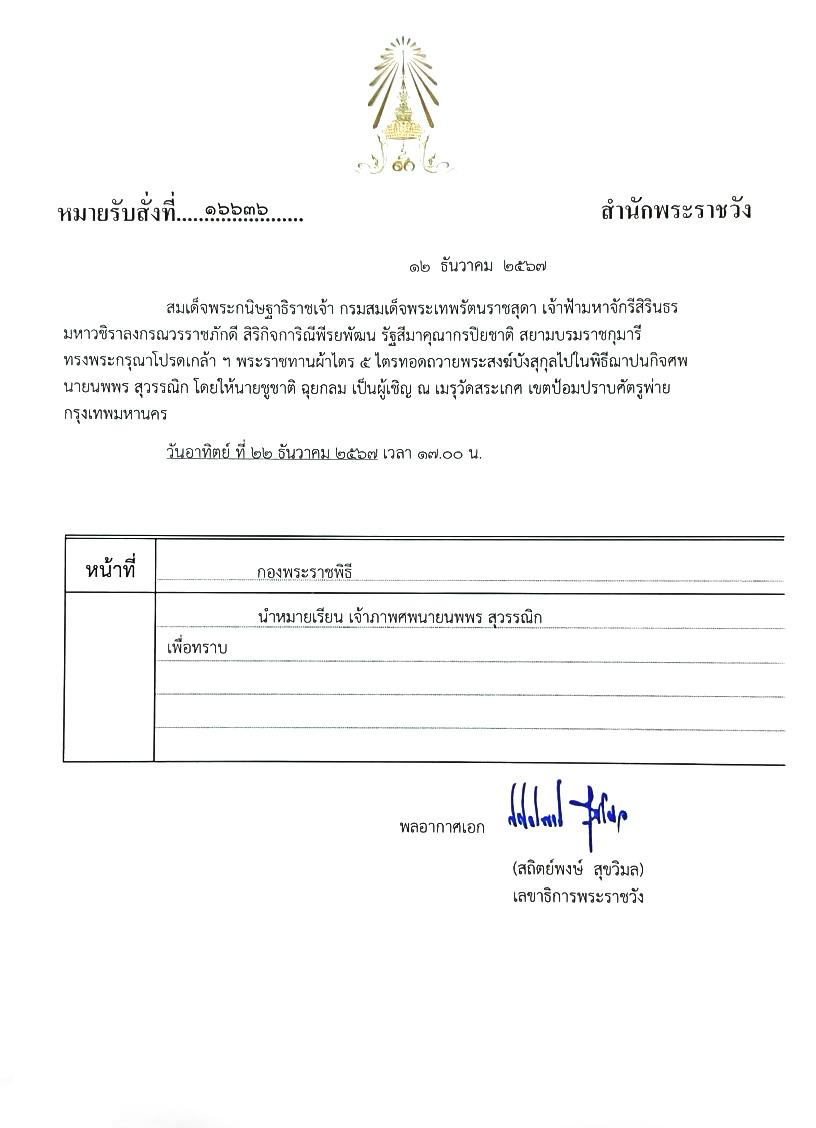 หมายรับสั่งที่.....๑๖๖๓๖.....
สำนักพระราชวัง
๑๒ ธันวาคม ๒๕๖๗
สมเด็จพระกนิษฐาธิราชเจ้า กรมสมเด็จพระเทพรัตนราชสุดา เจ้าฟ้ามหาจักรีสิรินธร
มหาวชิราลงกรณวรราชภักดี สิริกิจการิณีพีรยพัฒน รัฐสีมาคุณากรปิยชาติ สยามบรมราชกุมารี
ทรงพระกรุณาโปรดเกล้า ฯ พระราชทานผ้าไตร ๕ ไตรทอดถวายพระสงฆ์บังสุกุลไปในพิธีฌาปนกิจศพ
นายนพพร สุวรรณิก โดยให้นายชูชาติ ฉุยกลม เป็นผู้เชิญ ณ เมรุวัดสระเกศ เขตป้อมปราบศัตรูพ่าย
กรุงเทพมหานคร
วันอาทิตย์ ที่ ๒๒ ธันวาคม ๒๕๖๗ เวลา ๑๗.๐๐ น.
หน้าที่ กองพระราชพิธี
นำหมายเรียน เจ้าภาพศพนายนพพร สุวรรณิก
เพื่อทราบ
พลอากาศเอก
(สถิตย์พงษ์ สุขวิมล)
เลขาธิการพระราชวัง